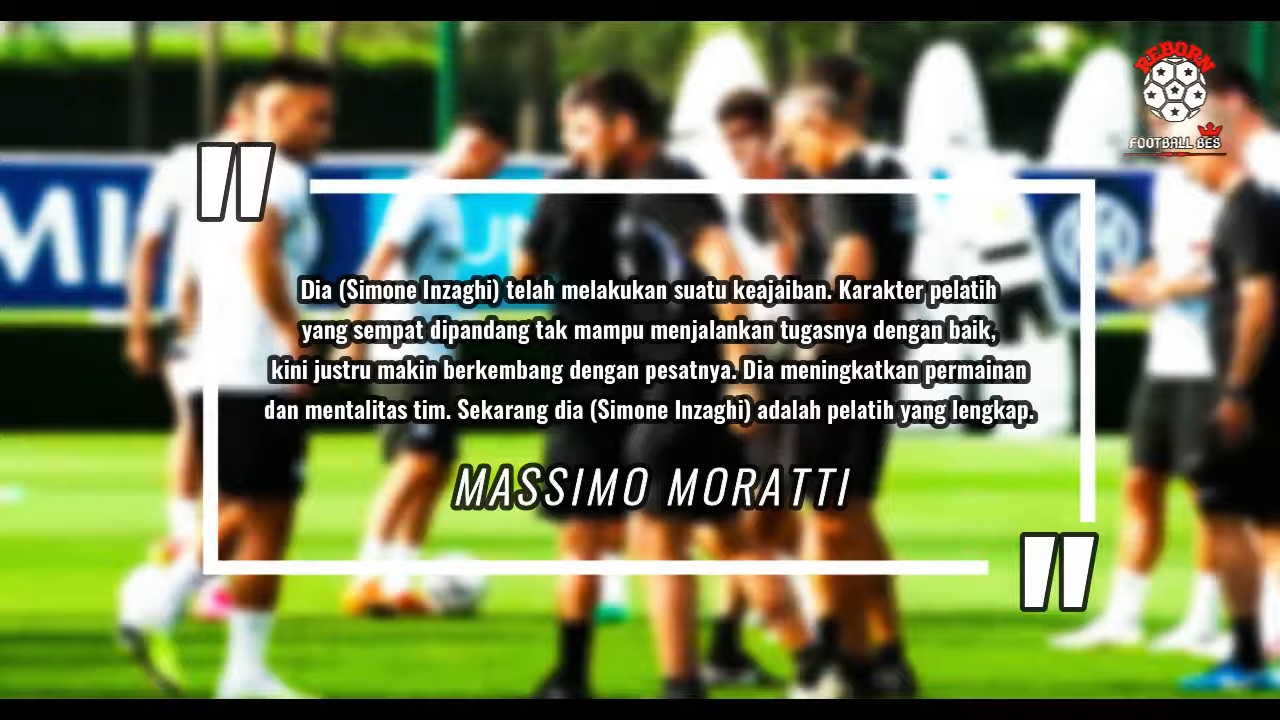 REBORN
FOOTBALL BES
MI
"
Dia (Simone Inzaghi) telah melakukan suatu keajaiban. Karakter pelatih
yang sempat dipandang tak mampu menjalankan tugasnya dengan baik,
kini justru makin berkembang dengan pesatnya. Dia meningkatkan permainan
dan mentalitas tim. Sekarang dia (Simone Inzaghi) adalah pelatih yang lengkap.
MASSIMO MORATTI
"